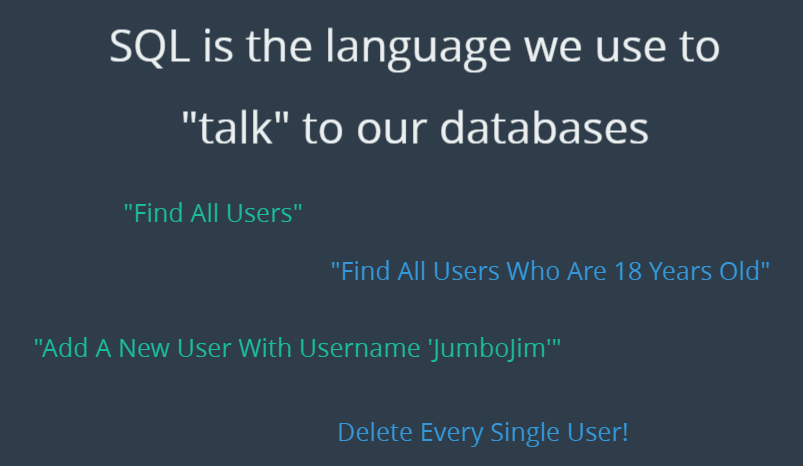 SQL is the language we use to
"talk" to our databases
"Find All Users"
"Find All Users Who Are 18 Years Old"
"Add A New User With Username 'JumboJim'"
Delete Every Single User!